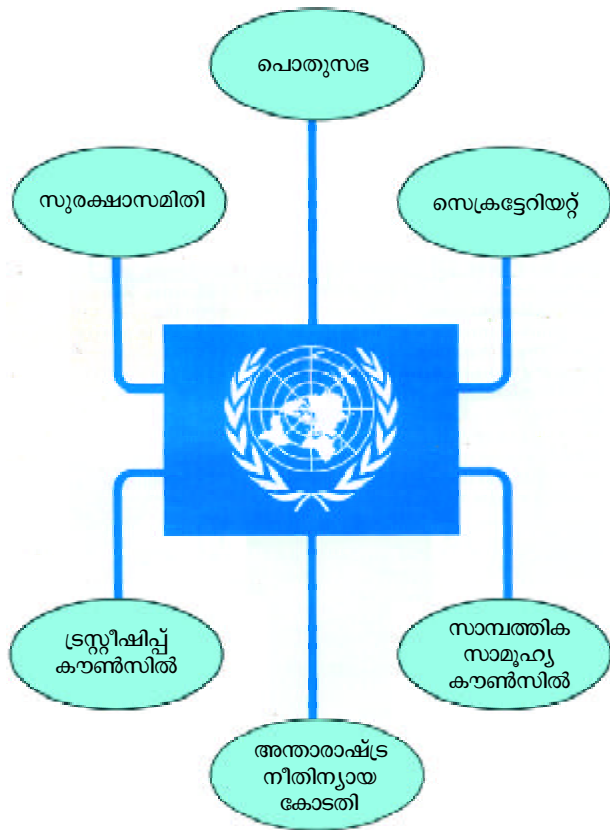 പൊതുസഭ
സുരക്ഷാസമിതി
സെക്രട്ടേറിയറ്റ്
ട്രസ്റ്റീഷിപ്പ്
കൗൺസിൽ
സാമ്പത്തിക
സാമൂഹ്യ
കൗൺസിൽ
അന്താരാഷ്ട്ര
നീതിന്യായ
കോടതി